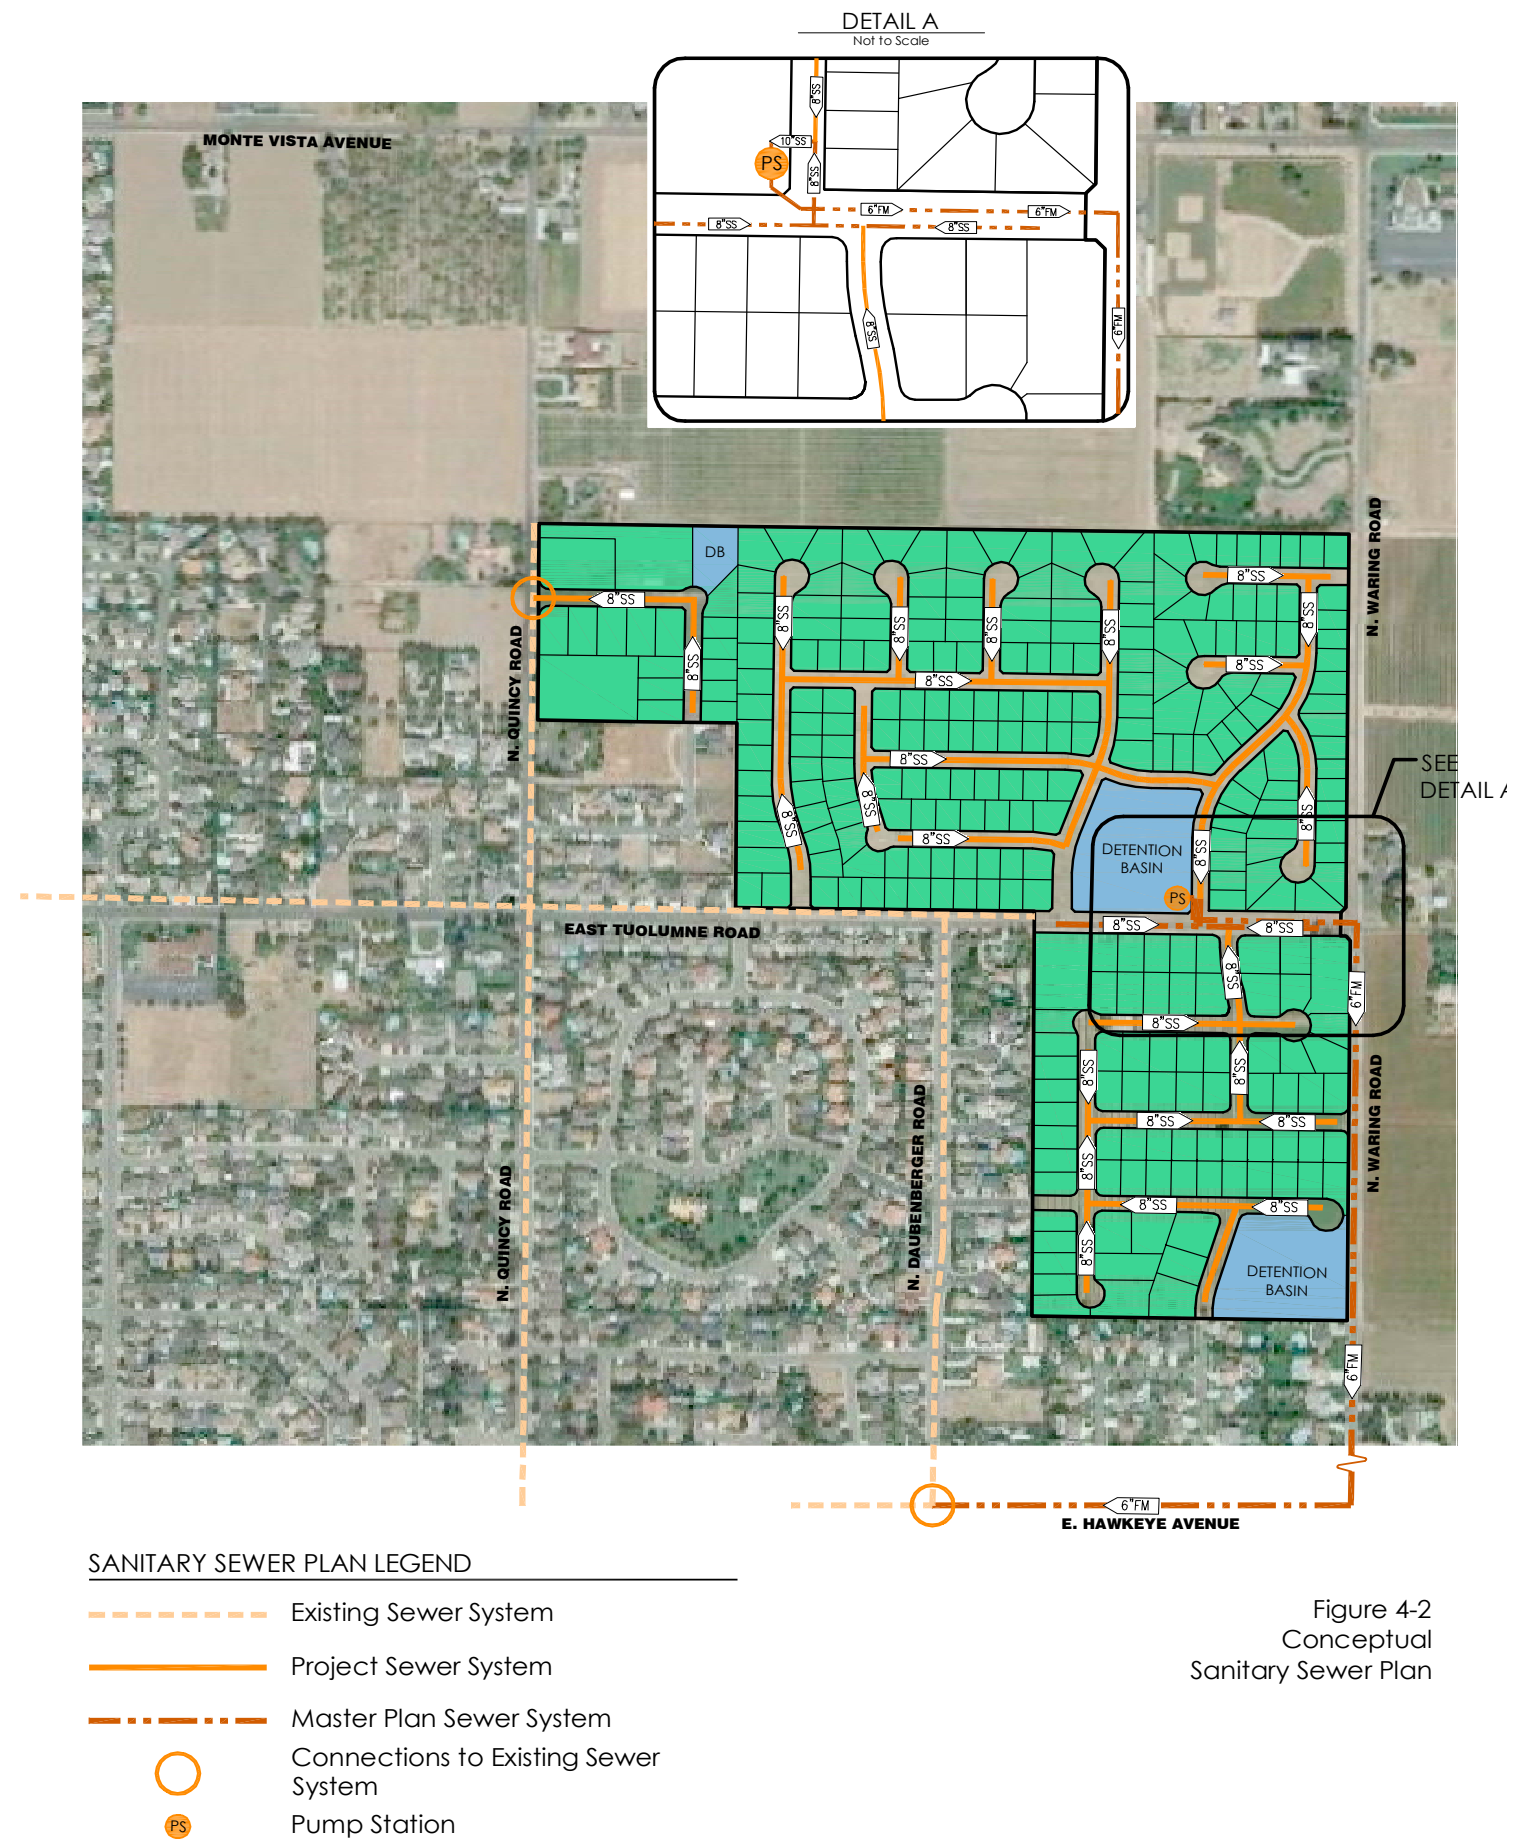 DETAIL A
Not to Scale
8"SS
10"SS
PS
8"SS
6"FM
6"FM
8"SS
8"SS
6"FM
8"SS
MONTE VISTA AVENUE
N. WARING ROAD
DB
8"SS
8"SS
8"SS
8"SS
8"SS
8"SS
8"SS
8"SS
N. QUINCY ROAD
8"SS
8"SS
8"SS
8"SS
SEE
DETAIL A
8"SS
8"SS
8"SS
8"SS
8"SS
DETENTION
BASIN
PS
EAST TUOLUMNE ROAD
8"SS
8"SS
8"SS
6"FM
8"SS
8"SS
8"SS
N. WARING ROAD
N. DAUBENBERGER ROAD
8"SS
8"SS
N. QUINCY ROAD
8"SS
8"SS
8"SS
8"SS
DETENTION
BASIN
6"FM
6"FM
E. HAWKEYE AVENUE
SANITARY SEWER PLAN LEGEND
Existing Sewer System
Project Sewer System
Master Plan Sewer System
Connections to Existing Sewer
System
PS
Pump Station
Figure 4-2
Conceptual
Sanitary Sewer Plan